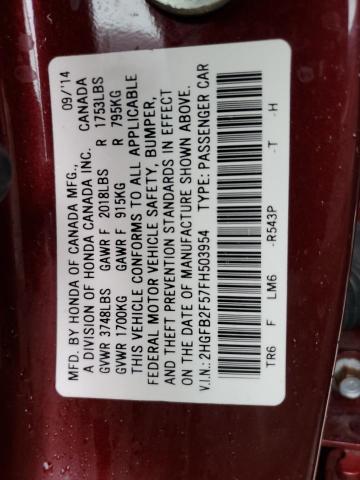 MFD. BY HONDA OF CANADA MFG., 09/'14
A DIVISION OF HONDA CANADA INC. CANADA
GVWR 3748LBS GAWR F 2018LBS R 1753LBS
GVWR 1700KG GAWR F 915KG R 795KG
THIS VEHICLE CONFORMS TO ALL APPLICABLE
FEDERAL MOTOR VEHICLE SAFETY, BUMPER,
AND THEFT PREVENTION STANDARDS IN EFFECT
ON THE DATE OF MANUFACTURE SHOWN ABOVE.
V.I.N.: 2HGFB2F57FH503954 TYPE: PASSENGER CAR
TR6 F LM6 -R543P -T -H